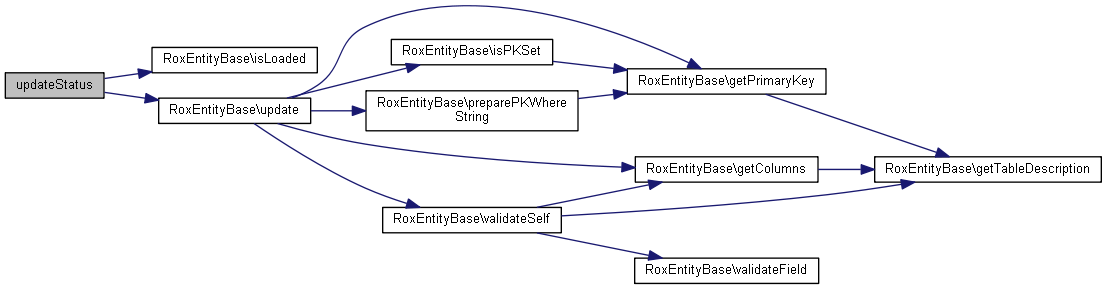 updateStatus
RoxEntityBase\isLoaded
RoxEntityBase\update
RoxEntityBase\isPKSet
RoxEntityBase\preparePKWhere
String
RoxEntityBase\getPrimaryKey
RoxEntityBase\getColumns
RoxEntityBase\getTableDescription
RoxEntityBase\validateSelf
RoxEntityBase\validateField